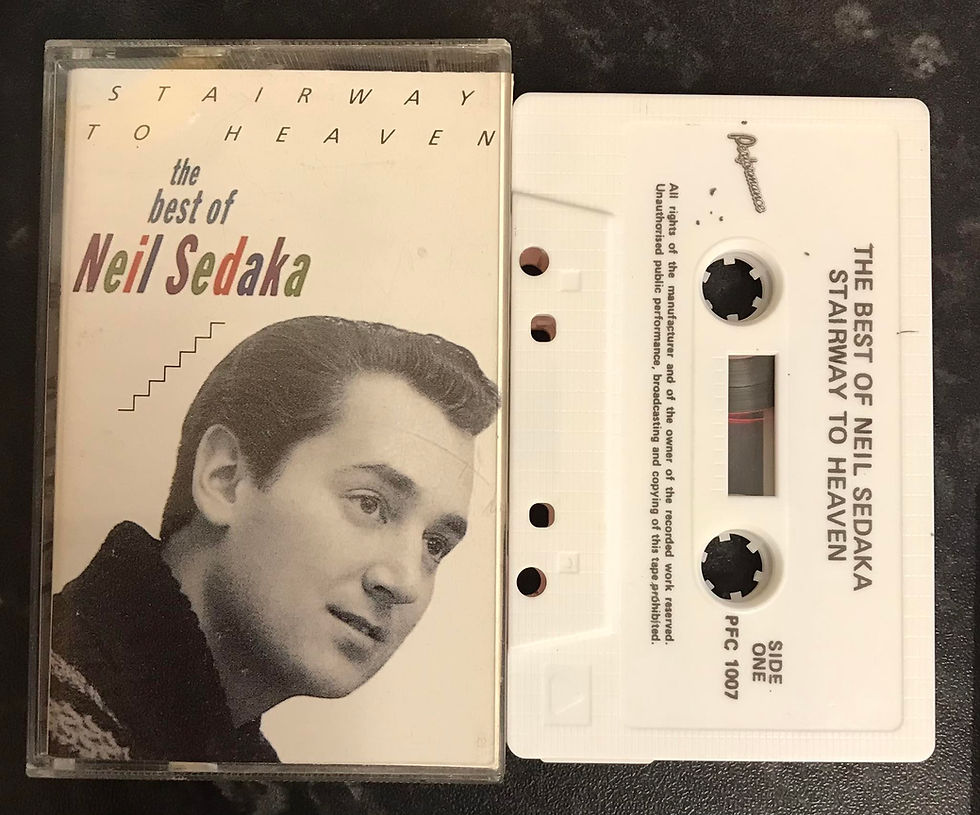 STAIRWAY
TO HEAVEN
the
best of
Neil Sedaka
Performance
THE BEST OF NEIL SEDAKA
STAIRWAY TO HEAVEN
SIDE
ONE
PFC 1007
All rights of the manufacturer and of the owner of the recorded work reserved.
Unauthorised public performance, broadcasting and copying of this tape prohibited.